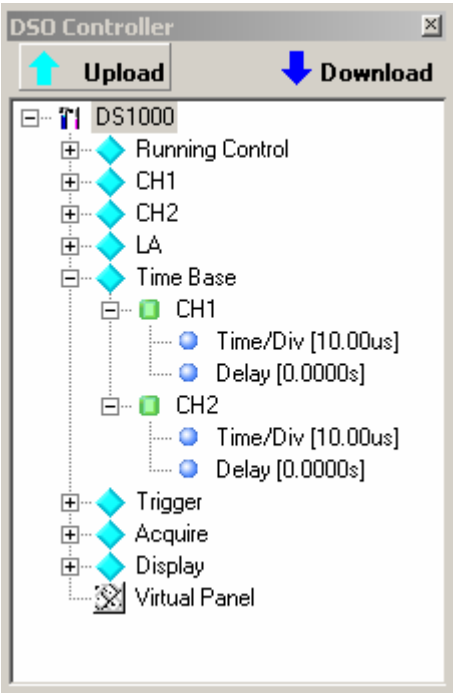 DSO Controller
Upload Download
DS1000
Running Control
CH1
CH2
LA
Time Base
CH1
Time/Div [10.00us]
Delay [0.0000s]
CH2
Time/Div [10.00us]
Delay [0.0000s]
Trigger
Acquire
Display
Virtual Panel